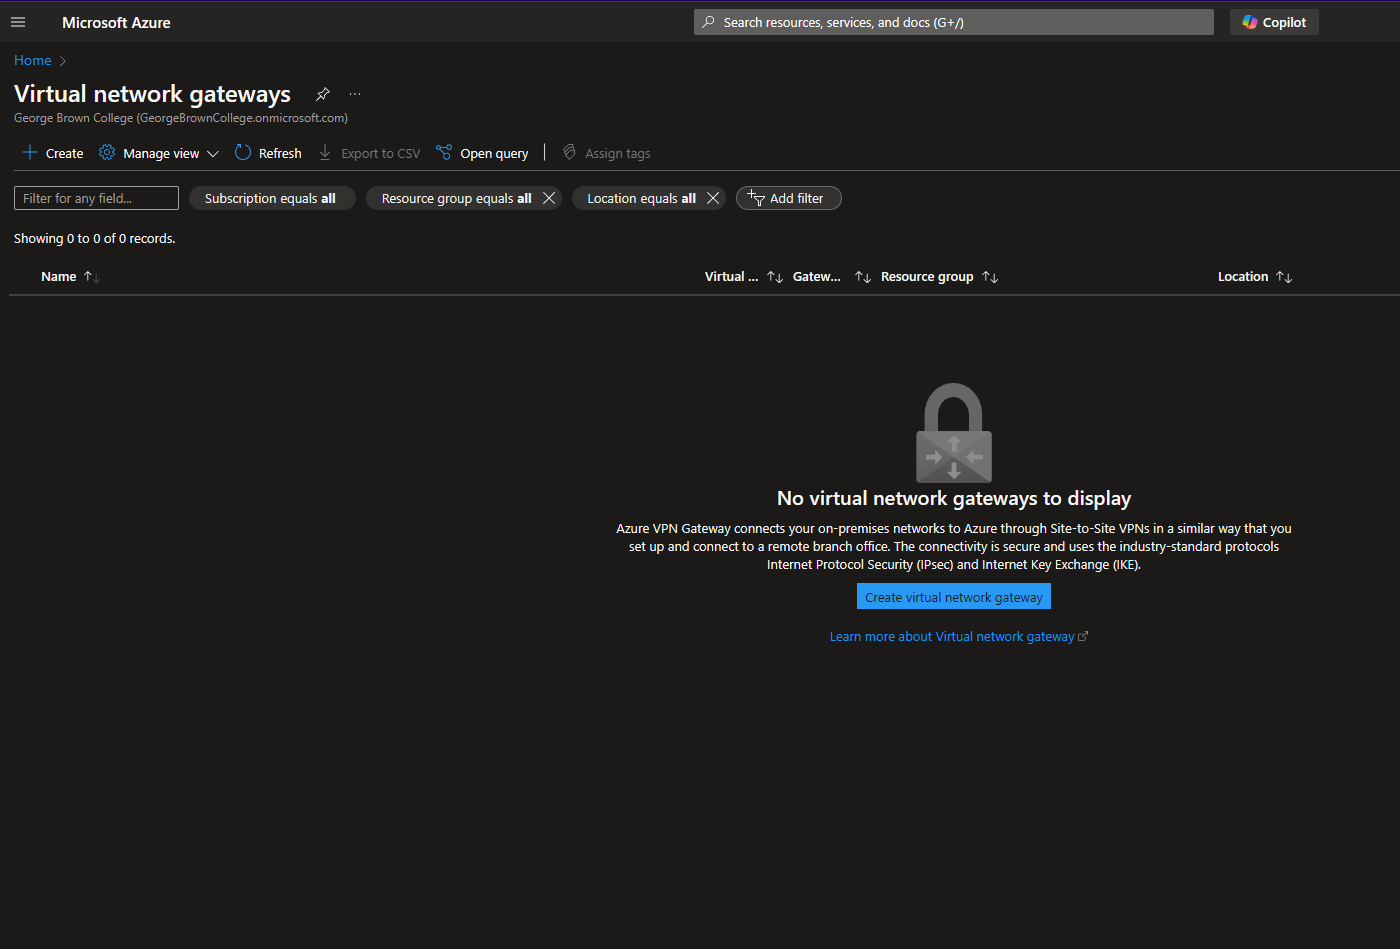 Microsoft Azure
Search resources, services, and docs (G+/)
Copilot
Home
Virtual network gateways
George Brown College (GeorgeBrownCollege.onmicrosoft.com)
Create Manage view Refresh Export to CSV Open query Assign tags
Filter for any field... Subscription equals all Resource group equals all Location equals all Add filter
Showing 0 to 0 of 0 records.
Name Virtual ... Gatew... Resource group Location
No virtual network gateways to display
Azure VPN Gateway connects your on-premises networks to Azure through Site-to-Site VPNs in a similar way that you
set up and connect to a remote branch office. The connectivity is secure and uses the industry-standard protocols
Internet Protocol Security (IPsec) and Internet Key Exchange (IKE).
Create virtual network gateway
Learn more about Virtual network gateway